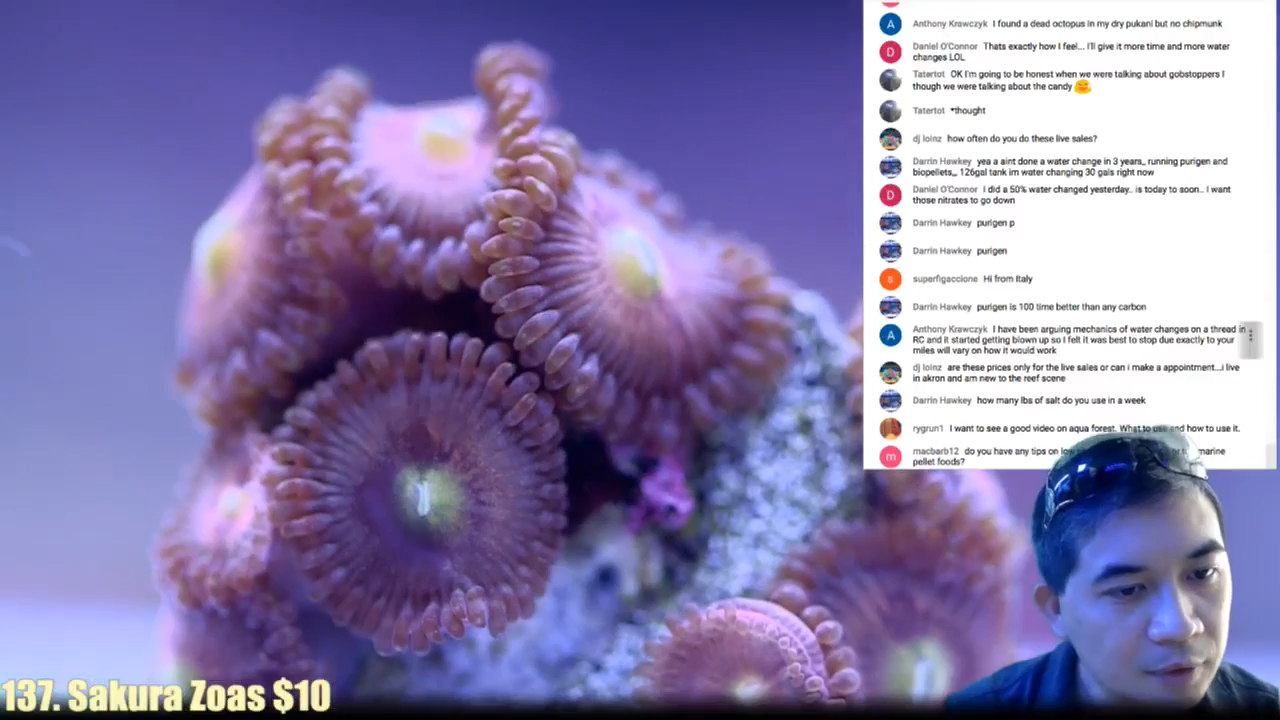 A Anthony Krawczyk I found a dead octopus in my dry pukani but no chipmunk
D Daniel O'Connor Thats exactly how I feel... I'll give it more time and more water
changes LOL
Tatertot OK I'm going to be honest when we were talking about gobstoppers I
though we were talking about the candy
Tatertot *thought
dj loinz how often do you do these live sales?
Darrin Hawkey yea a aint done a water change in 3 years,, running purigen and
biopellets,, 126gal tank im water changing 30 gals right now
D Daniel O'Connor I did a 50% water changed yesterday.. is today to soon.. I want
those nitrates to go down
Darrin Hawkey purigen p
Darrin Hawkey purigen
s superfigaccione Hi from Italy
Darrin Hawkey purigen is 100 time better than any carbon
A Anthony Krawczyk I have been arguing mechanics of water changes on a thread in
RC and it started getting blown up so I felt it was best to stop due exactly to your
miles will vary on how it would work
dj loinz are these prices only for the live sales or can i make a appointment...i live
in akron and am new to the reef scene
Darrin Hawkey how many lbs of salt do you use in a week
rygrun1 I want to see a good video on aqua forest. What to use and how to use it.
m macbarb12 do you have any tips on marine
pellet foods?
137. Sakura Zoas $10